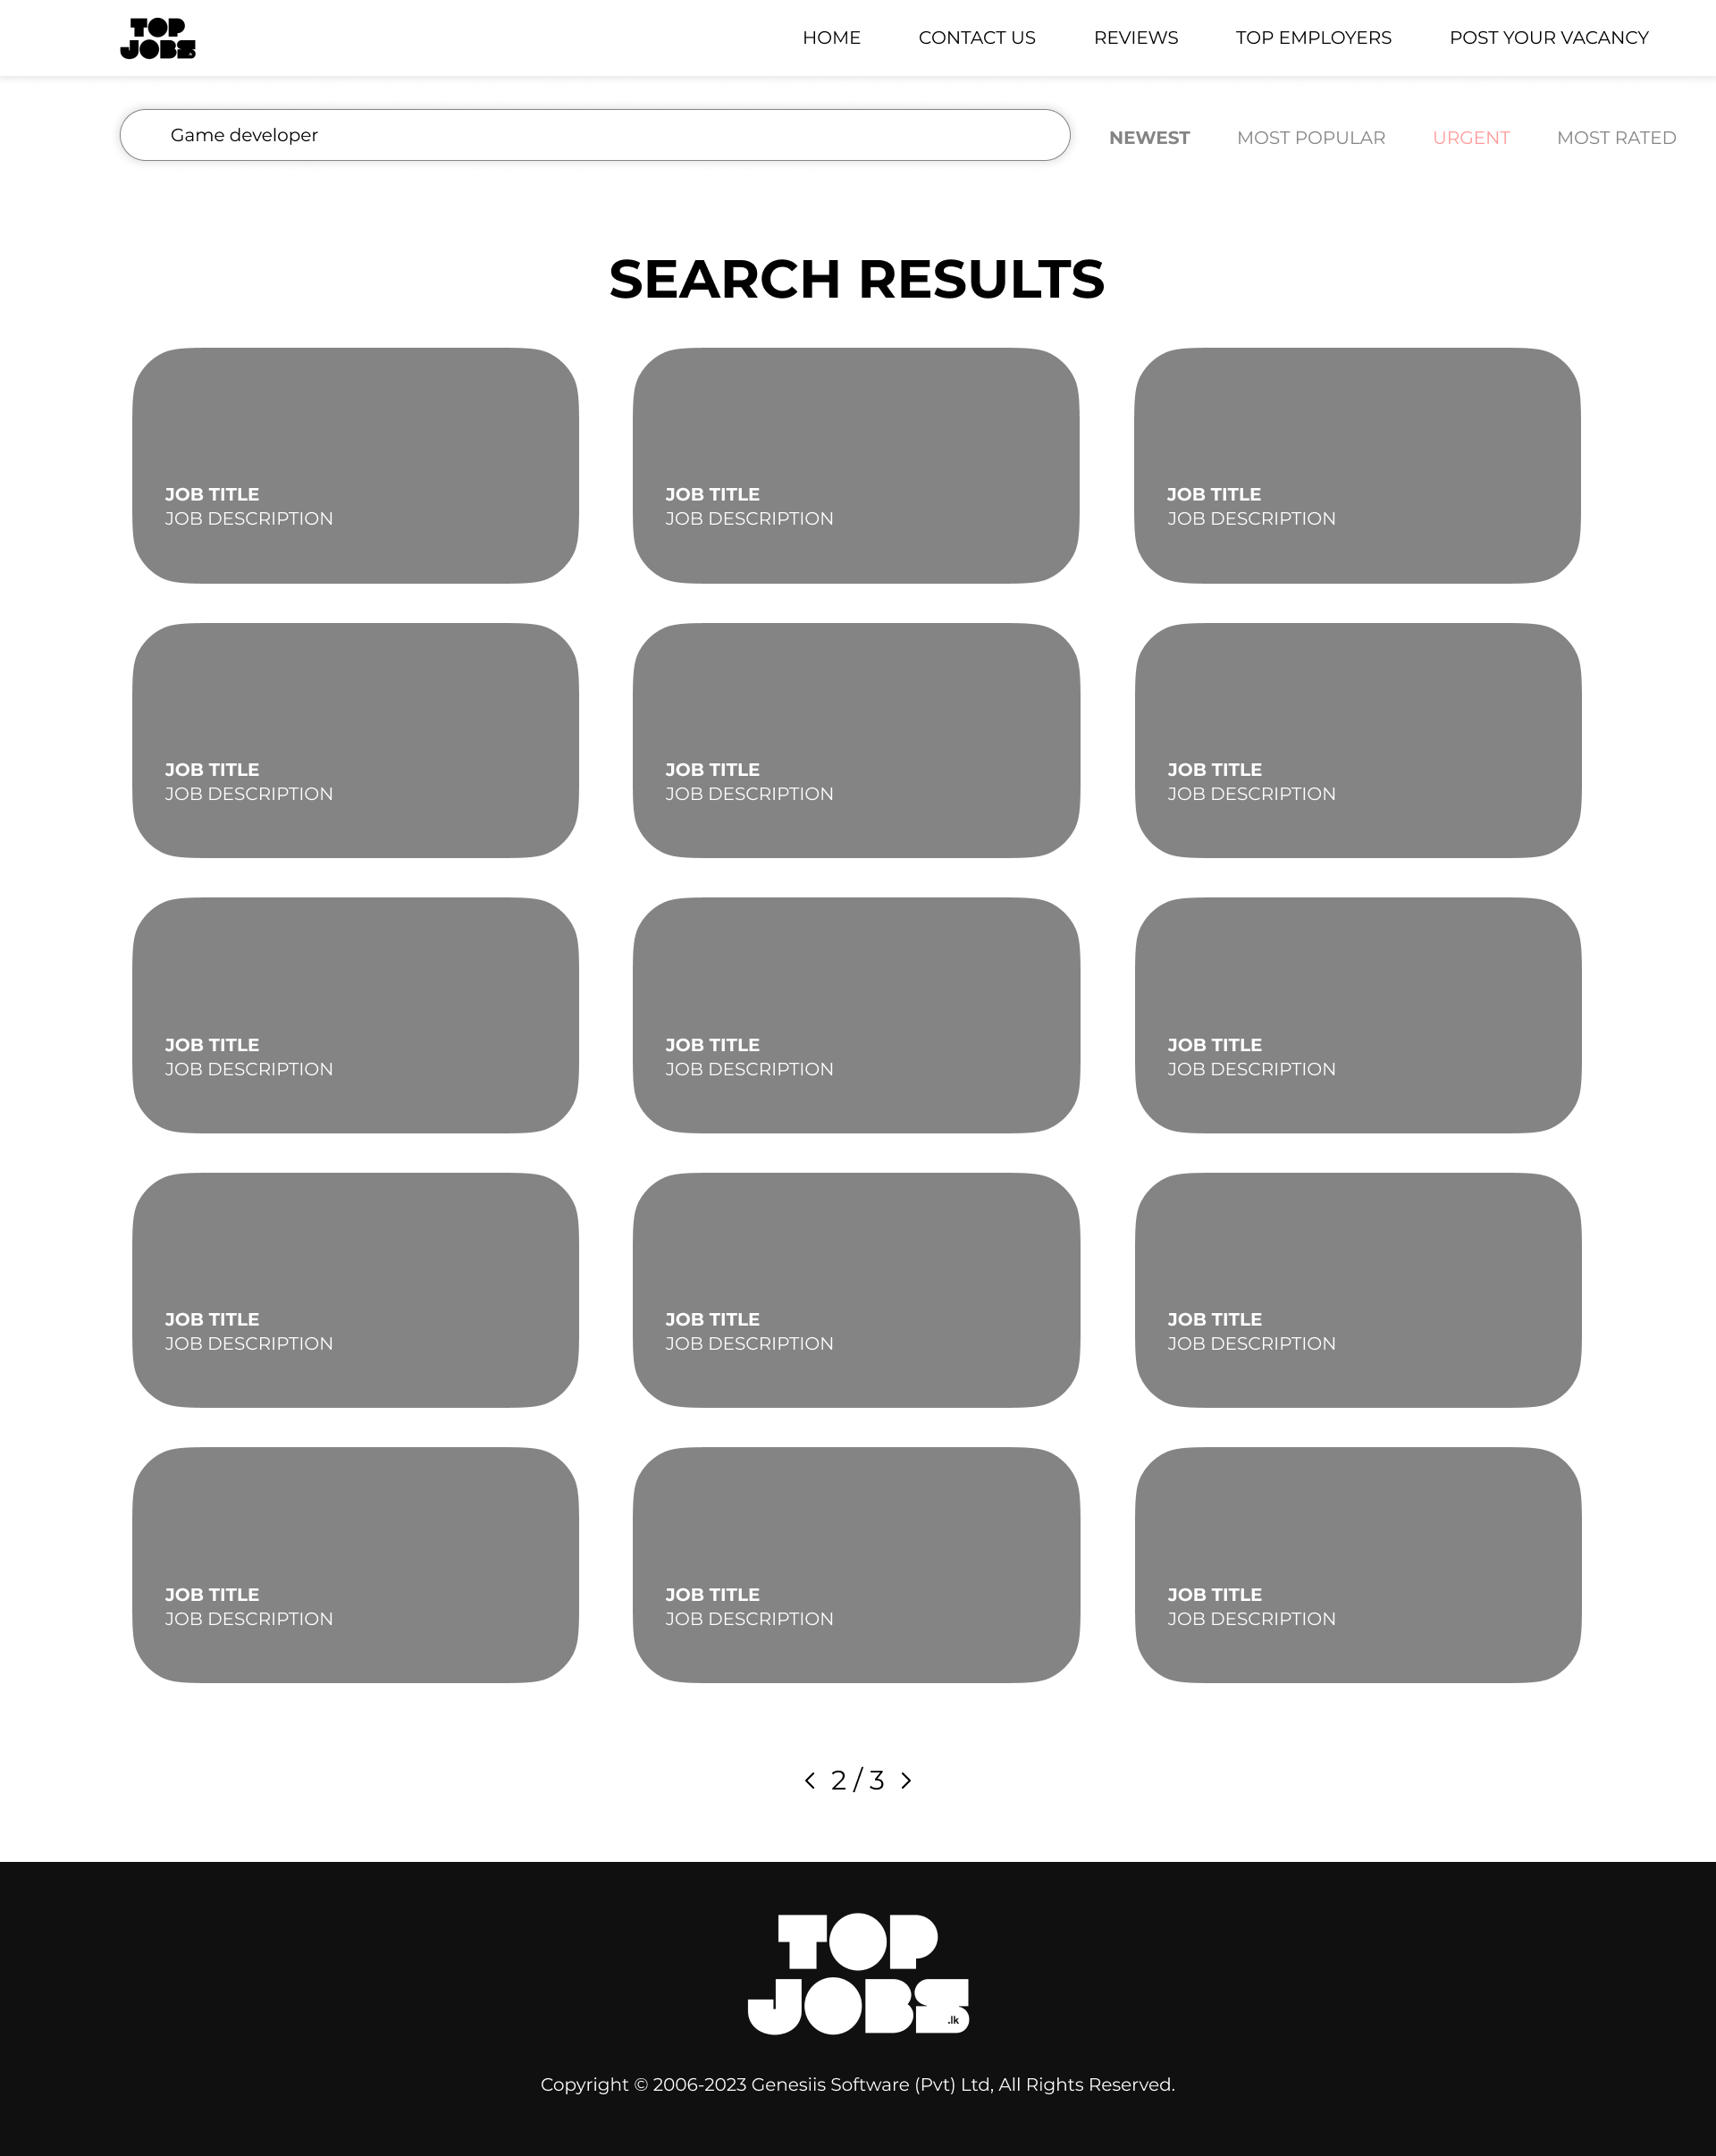 TOP
JOBS
HOME CONTACT US REVIEWS TOP EMPLOYERS POST YOUR VACANCY
Game developer
NEWEST MOST POPULAR URGENT MOST RATED
SEARCH RESULTS
JOB TITLE JOB TITLE JOB TITLE
JOB DESCRIPTION JOB DESCRIPTION JOB DESCRIPTION
JOB TITLE JOB TITLE JOB TITLE
JOB DESCRIPTION JOB DESCRIPTION JOB DESCRIPTION
JOB TITLE JOB TITLE JOB TITLE
JOB DESCRIPTION JOB DESCRIPTION JOB DESCRIPTION
JOB TITLE JOB TITLE JOB TITLE
JOB DESCRIPTION JOB DESCRIPTION JOB DESCRIPTION
JOB TITLE JOB TITLE JOB TITLE
JOB DESCRIPTION JOB DESCRIPTION JOB DESCRIPTION
2 / 3
TOP
JOBS
.lk
Copyright © 2006-2023 Genesiis Software (Pvt) Ltd, All Rights Reserved.